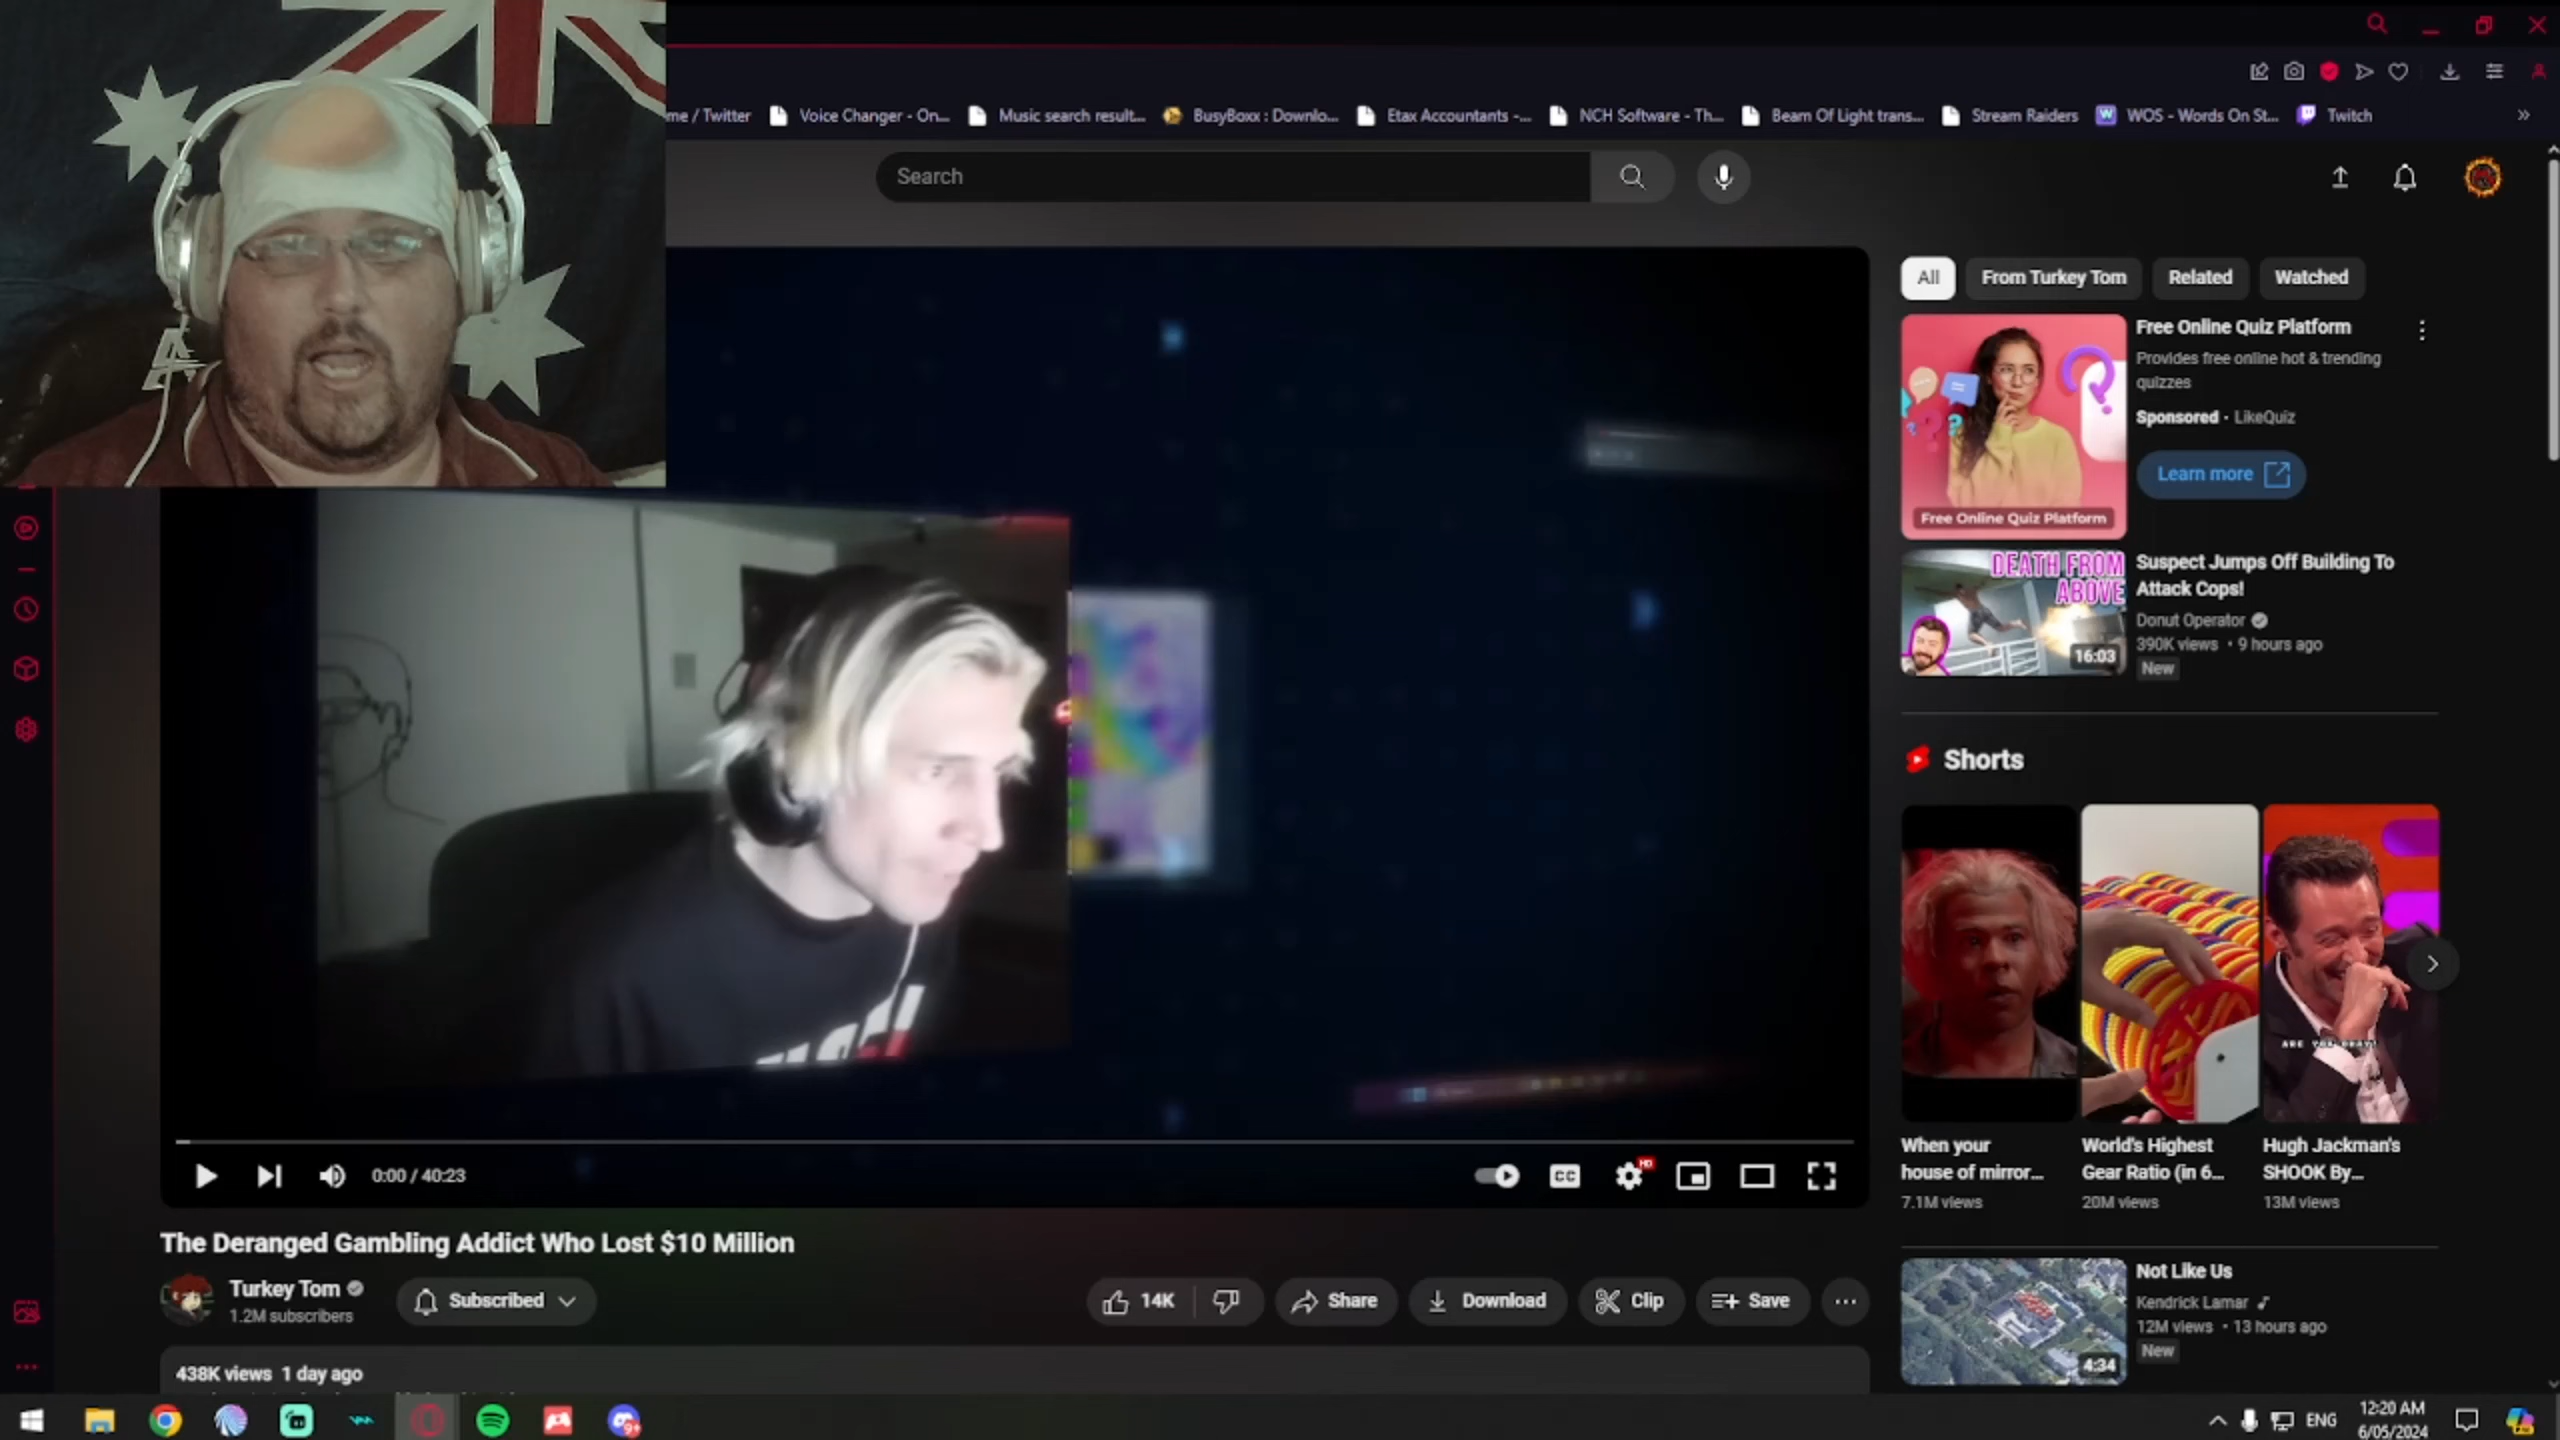 me / Twitter
Voice Changer - On...
Music search result...
BusyBoxx : Downlo...
Etax Accountants -...
NCH Software - Th...
Beam Of Light trans...
Stream Raiders
WOS - Words On St...
Twitch
»
Search
All
From Turkey Tom
Related
Watched
Free Online Quiz Platform
Provides free online hot & trending
quizzes
Sponsored · LikeQuiz
Learn more
Free Online Quiz Platform
DEATH FROM
ABOVE
16:03
Suspect Jumps Off Building To
Attack Cops!
Donut Operator
390K views • 9 hours ago
New
Shorts
When your
house of mirror...
7.1M views
World's Highest
Gear Ratio (in 6...
20M views
Hugh Jackman's
SHOOK By...
13M views
0:00 / 40:23
CC
HD
The Deranged Gambling Addict Who Lost $10 Million
Turkey Tom
1.2M subscribers
Subscribed
14K
Share
Download
Clip
Save
438K views 1 day ago
4:34
Not Like Us
Kendrick Lamar
12M views • 13 hours ago
New
9+
ENG
12:20 AM
6/05/2024